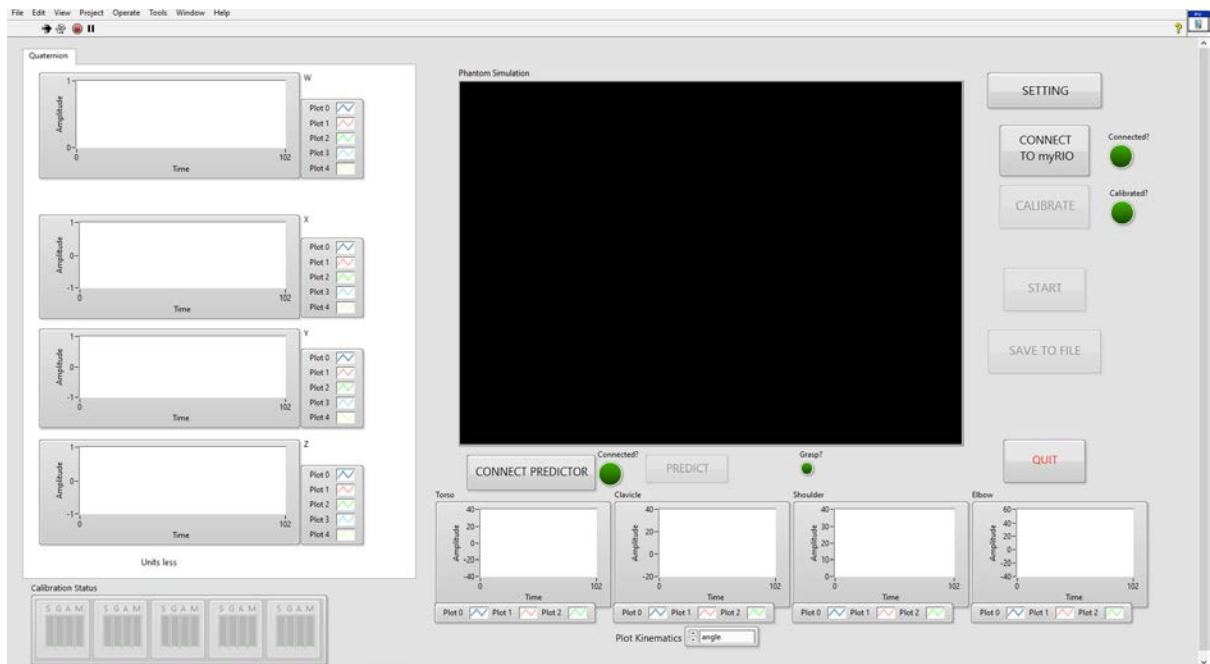 File Edit View Project Operate Tools Window Help
Quaternion
W
1
0
Amplitude
0
102
Time
Plot 0
Plot 1
Plot 2
Plot 3
Plot 4
X
1
0
-1
Amplitude
0
102
Time
Plot 0
Plot 1
Plot 2
Plot 3
Plot 4
Y
1
0
-1
Amplitude
0
102
Time
Plot 0
Plot 1
Plot 2
Plot 3
Plot 4
Z
1
0
-1
Amplitude
0
102
Time
Plot 0
Plot 1
Plot 2
Plot 3
Plot 4
Units less
Calibration Status
S G A M
S G A M
S G A M
S G A M
S G A M
Phantom Simulation
CONNECT PREDICTOR
Connected?
PREDICT
Grasp?
Torso
40
20
0
-20
-40
Amplitude
0
102
Time
Plot 0 Plot 1 Plot 2
Clavicle
40
20
0
-20
Amplitude
0
102
Time
Plot 0 Plot 1 Plot 2
Shoulder
40
30
20
10
0
Amplitude
0
102
Time
Plot 0 Plot 1 Plot 2
Elbow
60
40
20
0
-20
-40
Amplitude
0
102
Time
Plot 0 Plot 1 Plot 2
Plot Kinematics angle
SETTING
CONNECT
TO myRIO
Connected?
CALIBRATE
Calibrated?
START
SAVE TO FILE
QUIT